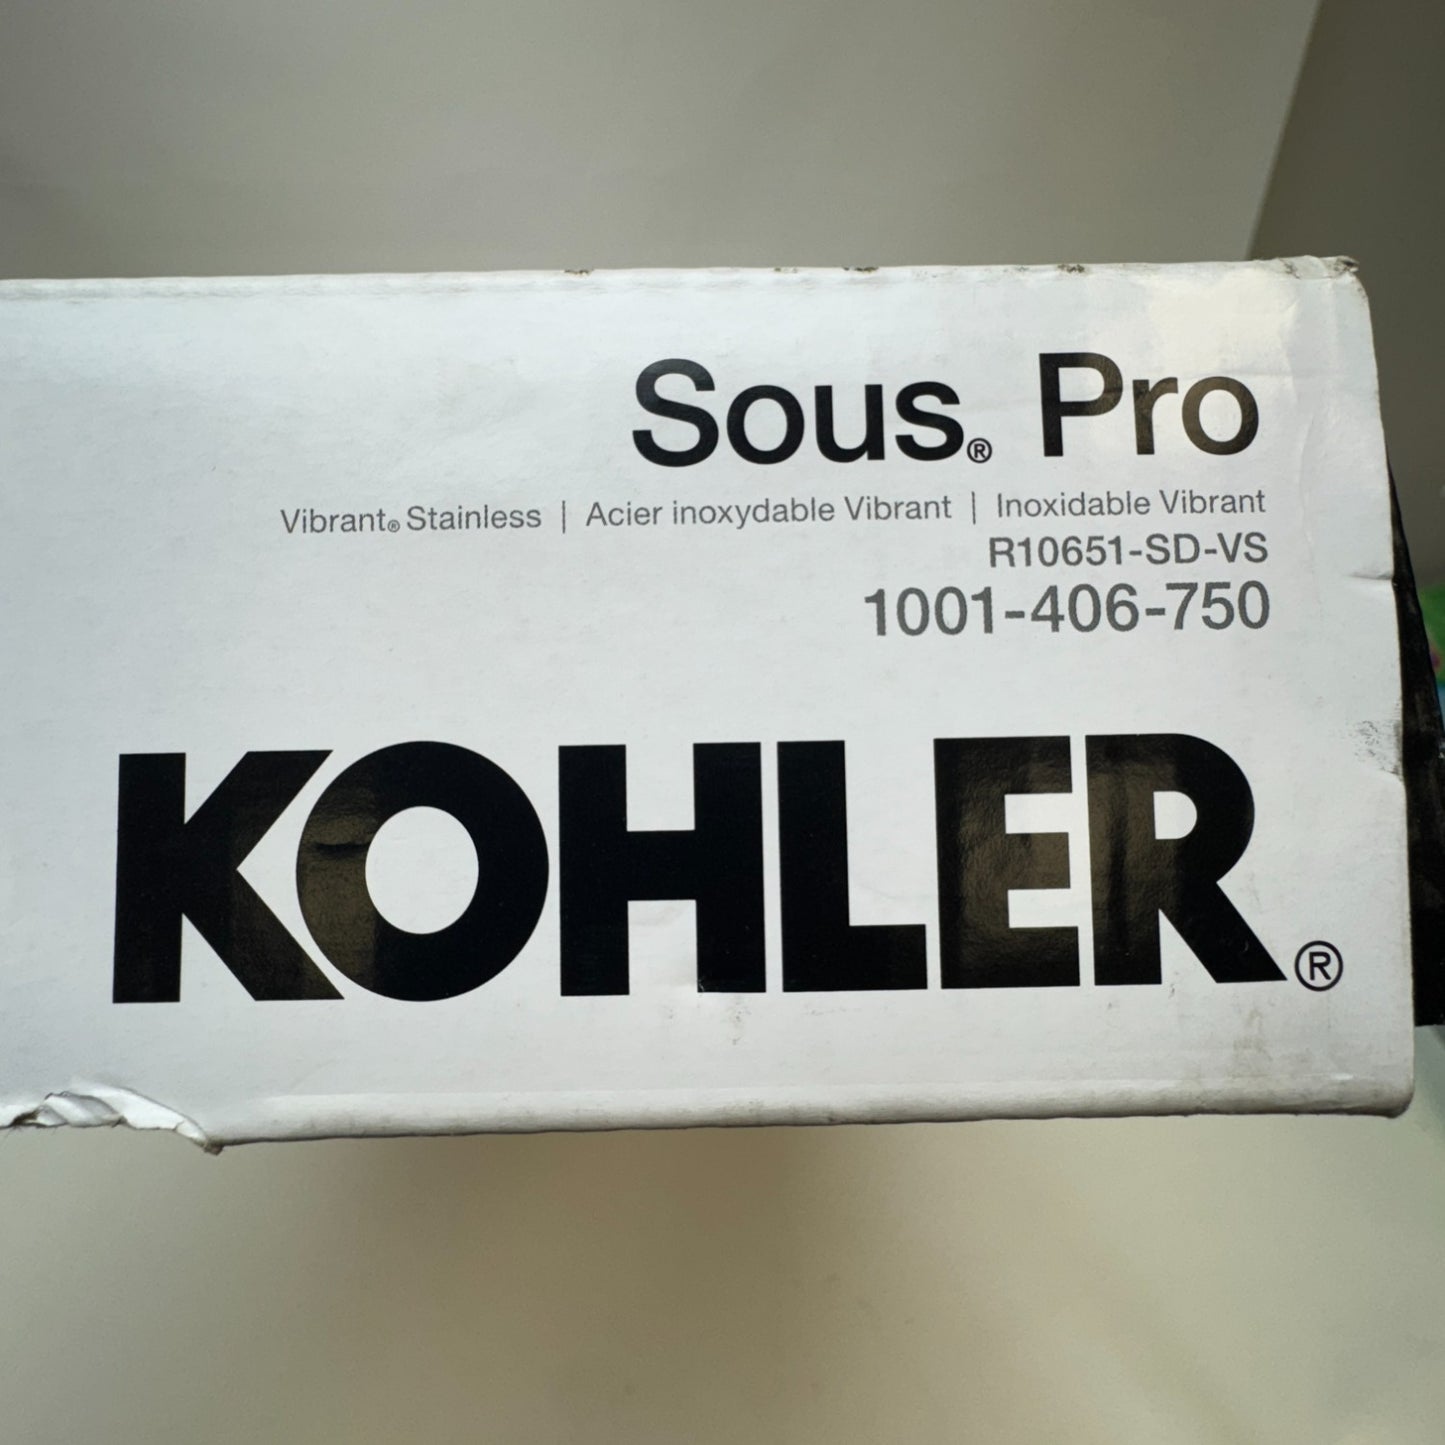 Sous® Pro
Vibrant® Stainless | Acier inoxydable Vibrant | Inoxidable Vibrant
R10651-SD-VS
1001-406-750
KOHLER®